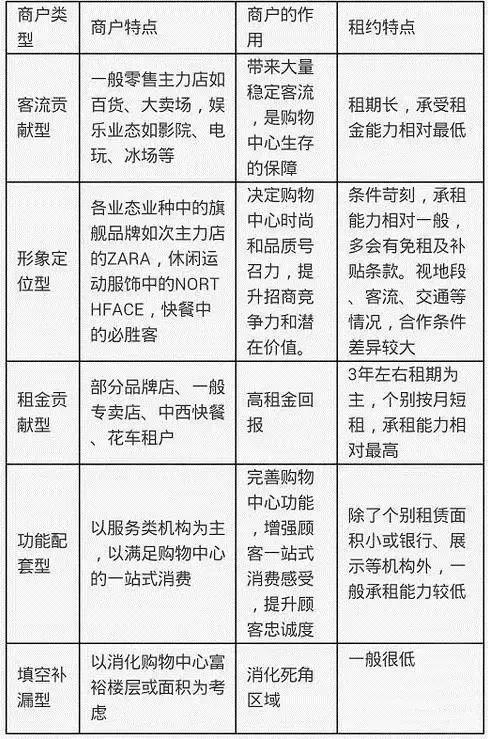 商户类型
商户特点
商户的作用
租约特点
客流贡献型
一般零售主力店如
百货、大卖场，娱
乐业态如影院、电
玩、冰场等
带来大量
稳定客流
，是购物
中心生存
的保障
租期长，承受租
金能力相对最低
形象定
位型
各业态业种中的旗
舰品牌如次主力店
的ZARA，休闲运
动服饰中的NORT
HFACE，快餐中
的必胜客
决定购物
中心时尚
和品质号
召力，提
升招商竞
争力和潜
在价值。
条件苛刻，承租
能力相对一般，
多会有免租及补
贴条款。视地段
、客流、交通等
情况，合作条件
差异较大
租金贡
献型
部分品牌店、一般
专卖店、中西快餐
、花车租户
高租金回
报
3年左右租期为
主，个别按月短
租，承租能力相
对最高
功能配
套型
以服务类机构为主
，以满足购物中心
的一站式消费
完善购物
中心功能
，增强顾
客一站式
消费感受
，提升顾
客忠诚度
除了个别租赁面
积小或银行、展
示等机构外，一
般承租能力较低
填空补
漏型
以消化购物中心富
裕楼层或面积为考
虑
消化死角
区域
一般很低